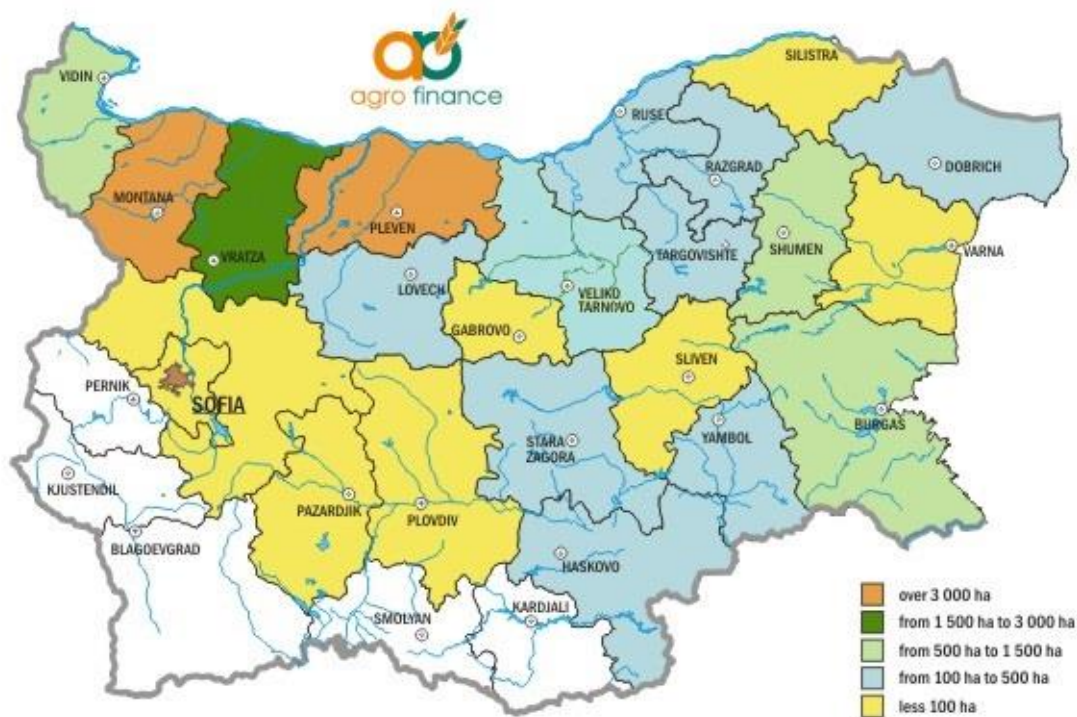 ao
agro finance
SILISTRA
VIDIN
RUSE
DOBRICH
RAZGRAD
MONTANA
PLEVEN
SHUMEN
VARNA
TARGOVISHTE
VRATZA
LOVECH
VELIKO
TARNOVO
GABROVO
SLIVEN
PERNIK
SOFIA
BURGAS
YAMBOL
STARA
ZAGORA
KJUSTENDIL
PAZARDJIK
PLOVDIV
BLAGOEVGRAD
HASKOVO
KARDJALI
SMOLYAN
over 3 000 ha
from 1 500 ha to 3 000 ha
from 500 ha to 1 500 ha
from 100 ha to 500 ha
less 100 ha